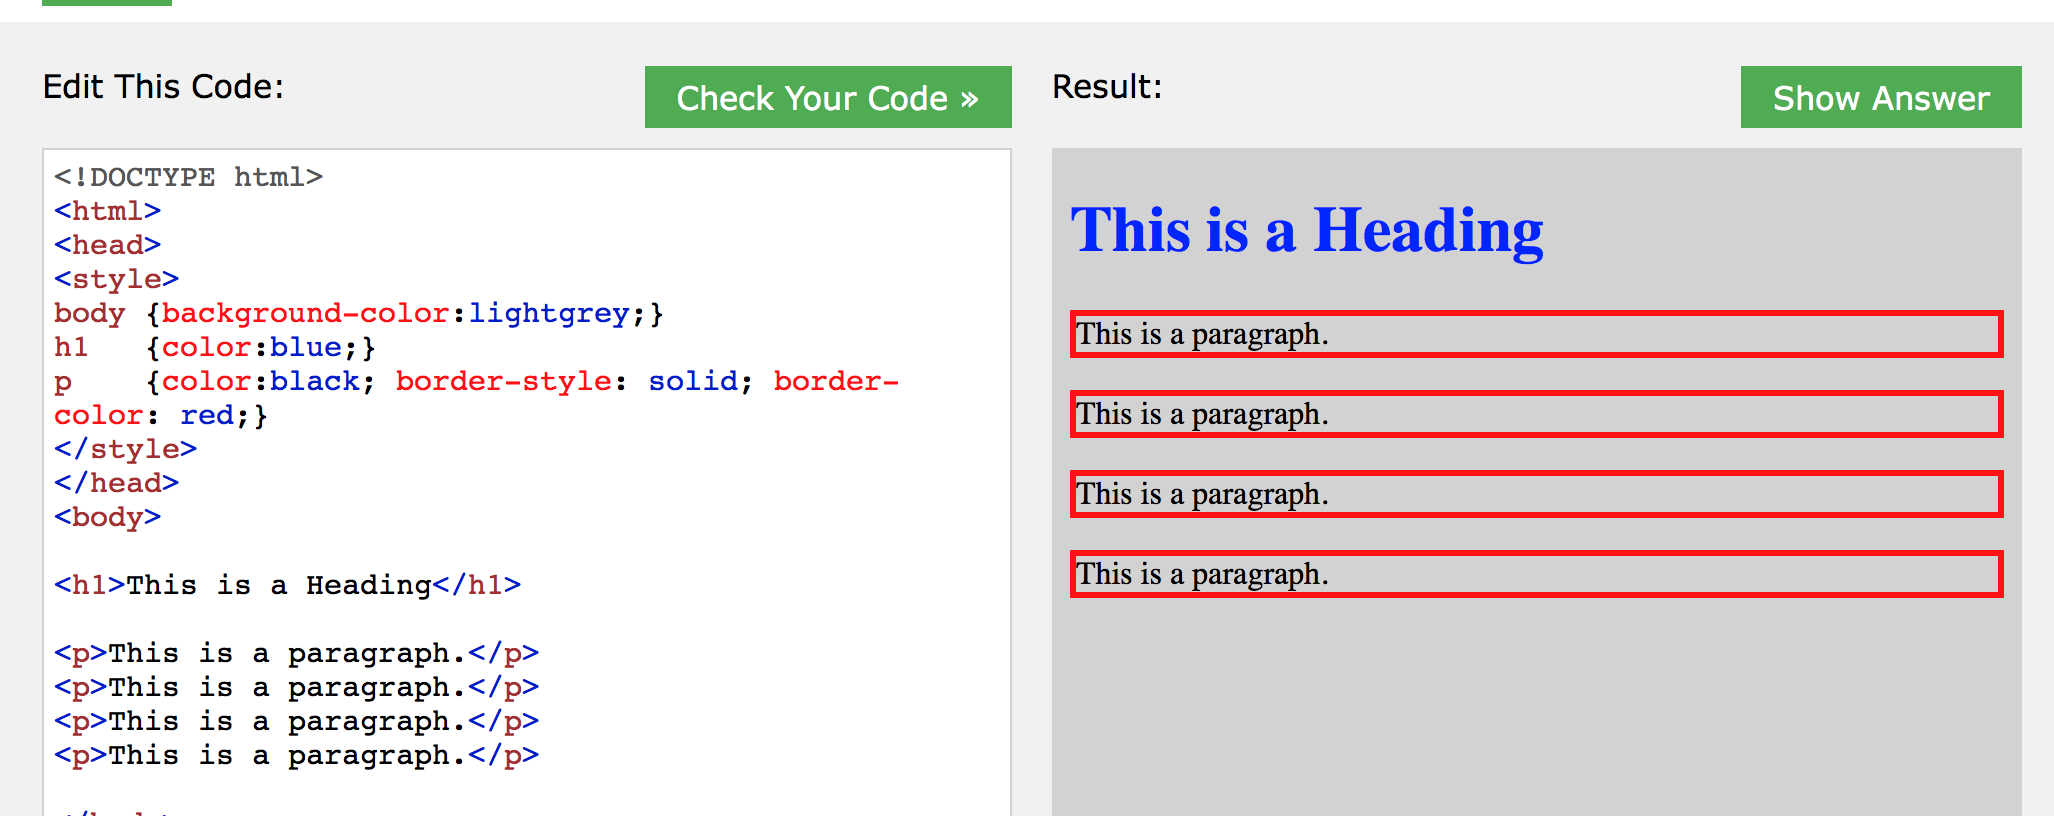 Edit This Code:
Check Your Code »
<!DOCTYPE html>
<html>
<head>
<style>
body {background-color:lightgrey;}
h1   {color:blue;}
p    {color:black; border-style: solid; border-
color: red;}
</style>
</head>
<body>
<h1>This is a Heading</h1>
<p>This is a paragraph.</p>
<p>This is a paragraph.</p>
<p>This is a paragraph.</p>
<p>This is a paragraph.</p>
Result:
Show Answer
This is a Heading
This is a paragraph.
This is a paragraph.
This is a paragraph.
This is a paragraph.